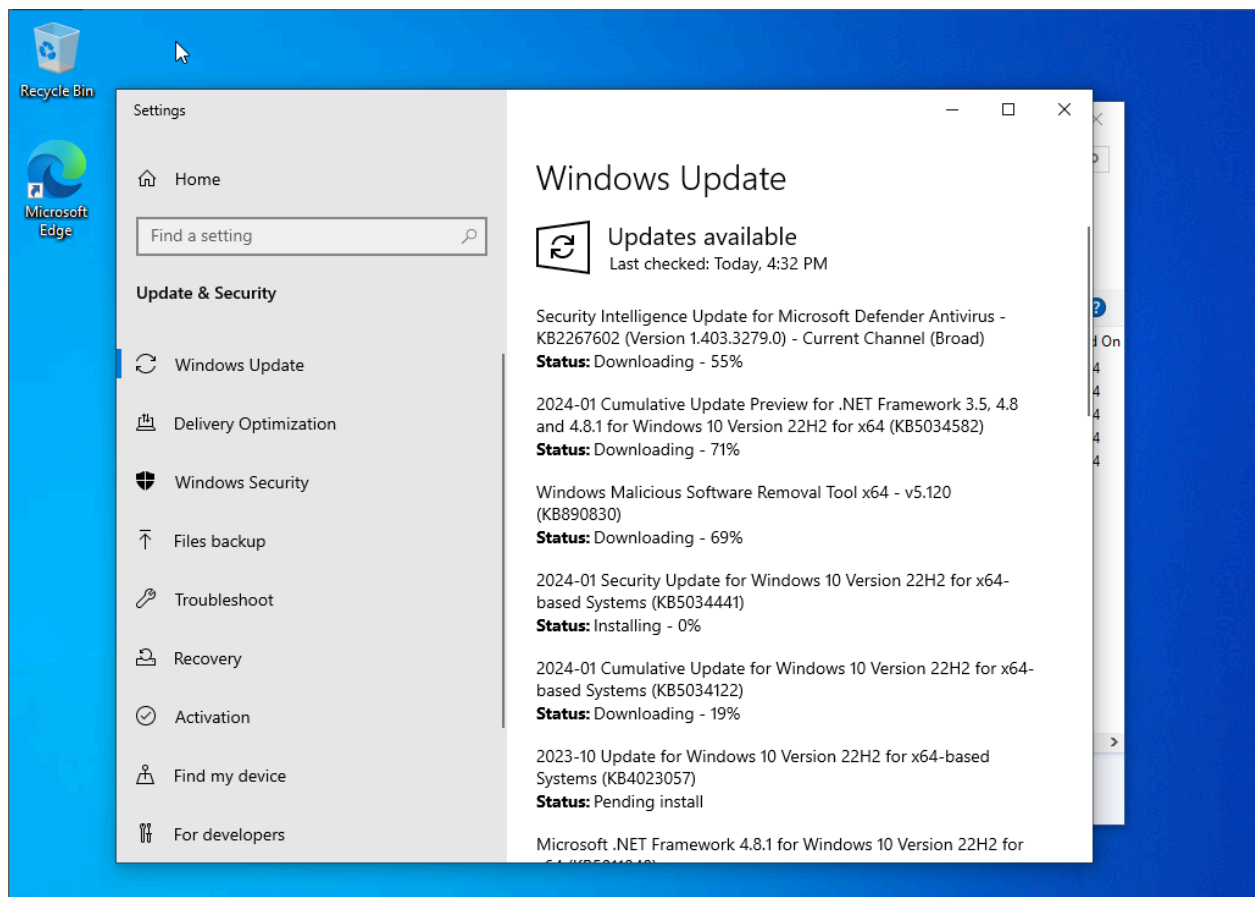 Recycle Bin
Microsoft
Edge
Settings
Home
Find a setting
Update & Security
Windows Update
Delivery Optimization
Windows Security
Files backup
Troubleshoot
Recovery
Activation
Find my device
For developers
Windows Update
Updates available
Last checked: Today, 4:32 PM
Security Intelligence Update for Microsoft Defender Antivirus -
KB2267602 (Version 1.403.3279.0) - Current Channel (Broad)
Status: Downloading - 55%
2024-01 Cumulative Update Preview for .NET Framework 3.5, 4.8
and 4.8.1 for Windows 10 Version 22H2 for x64 (KB5034582)
Status: Downloading - 71%
Windows Malicious Software Removal Tool x64 - v5.120
(KB890830)
Status: Downloading - 69%
2024-01 Security Update for Windows 10 Version 22H2 for x64-
based Systems (KB5034441)
Status: Installing - 0%
2024-01 Cumulative Update for Windows 10 Version 22H2 for x64-
based Systems (KB5034122)
Status: Downloading - 19%
2023-10 Update for Windows 10 Version 22H2 for x64-based
Systems (KB4023057)
Status: Pending install
Microsoft .NET Framework 4.8.1 for Windows 10 Version 22H2 for
d On
4
4
4
4
4